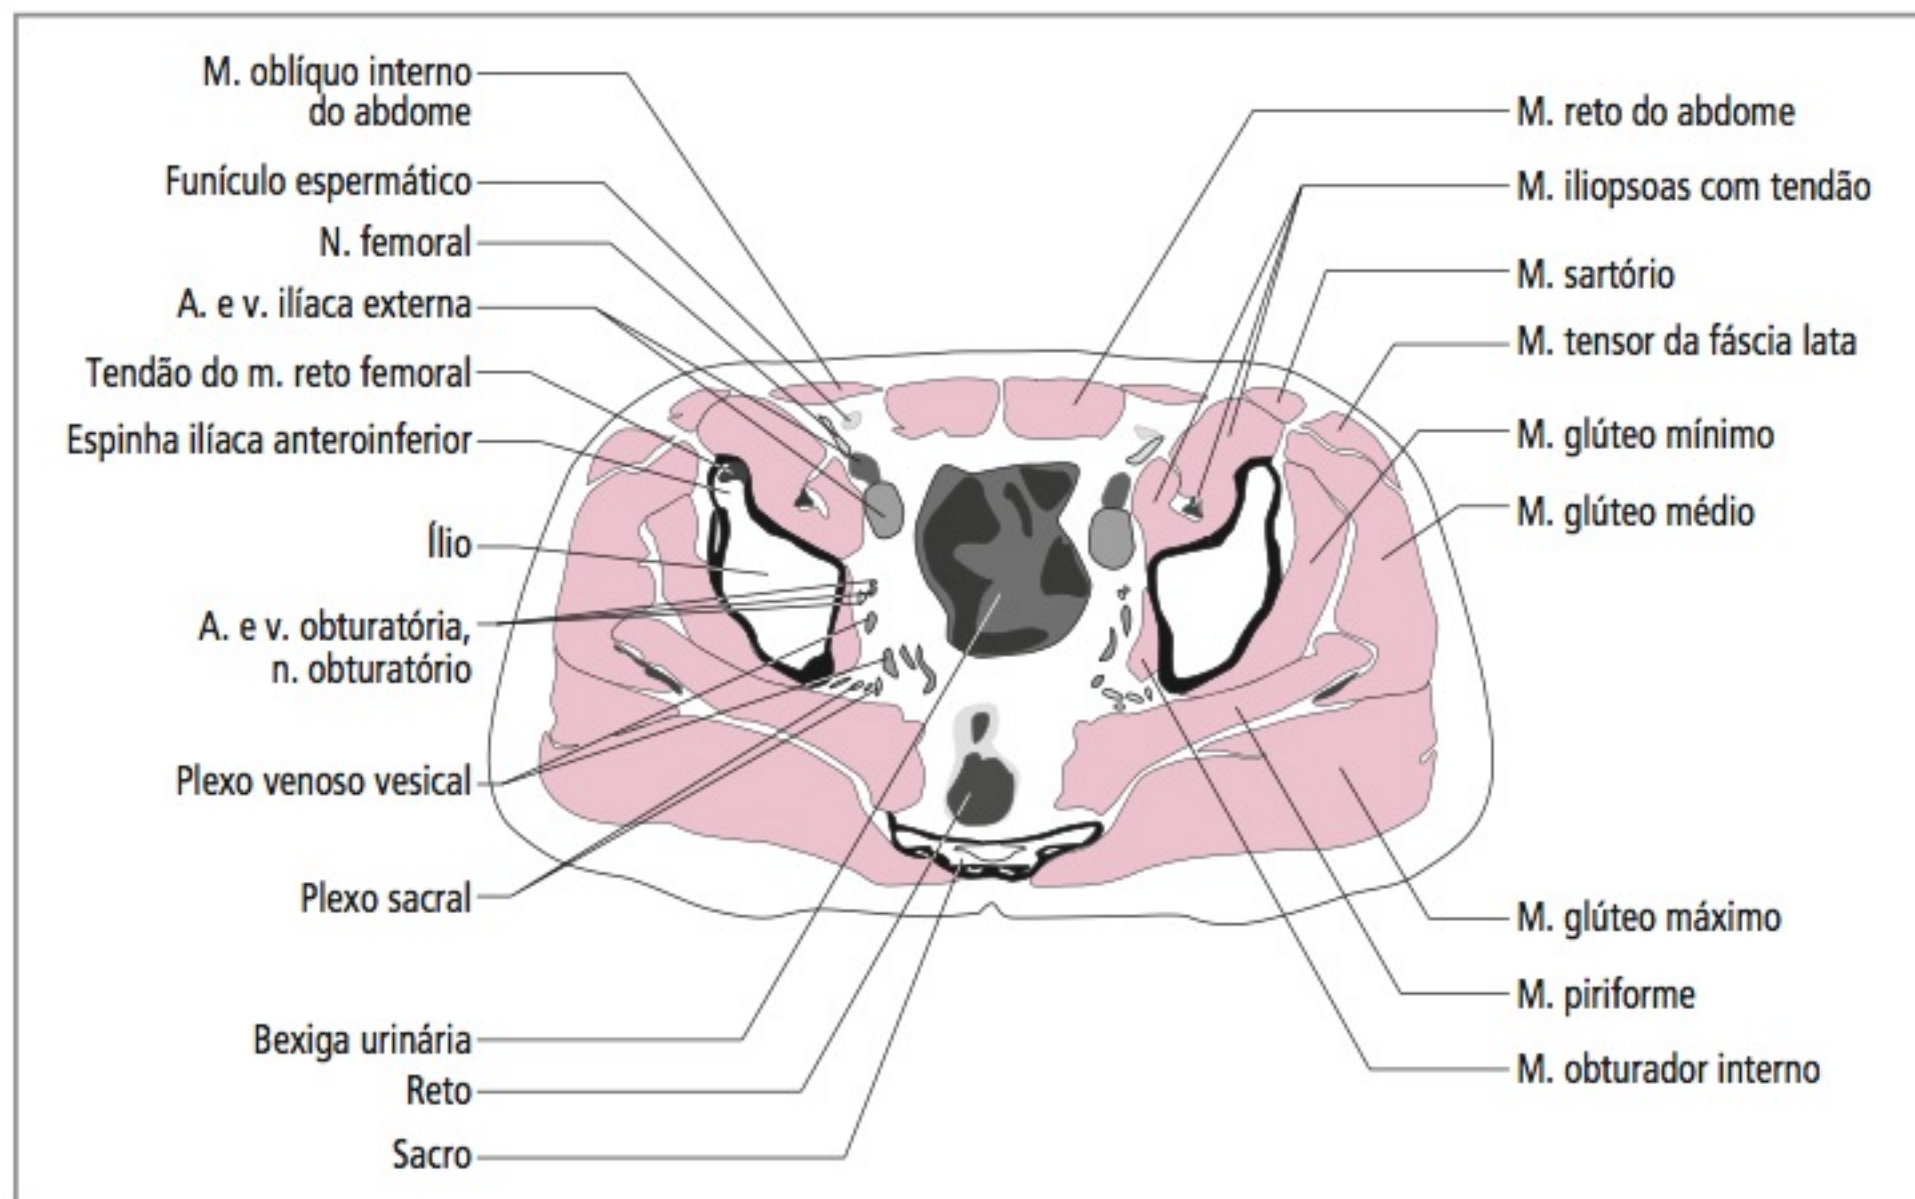 M. oblíquo interno
do abdome
Funículo espermático
N. femoral
A. e v. ilíaca externa
Tendão do m. reto femoral
Espinha ilíaca anteroinferior
Ílio
A. e v. obturatória,
n. obturatório
Plexo venoso vesical
Plexo sacral
Bexiga urinária
Reto
Sacro
M. reto do abdome
M. iliopsoas com tendão
M. sartório
M. tensor da fáscia lata
M. glúteo mínimo
M. glúteo médio
M. glúteo máximo
M. piriforme
M. obturador interno